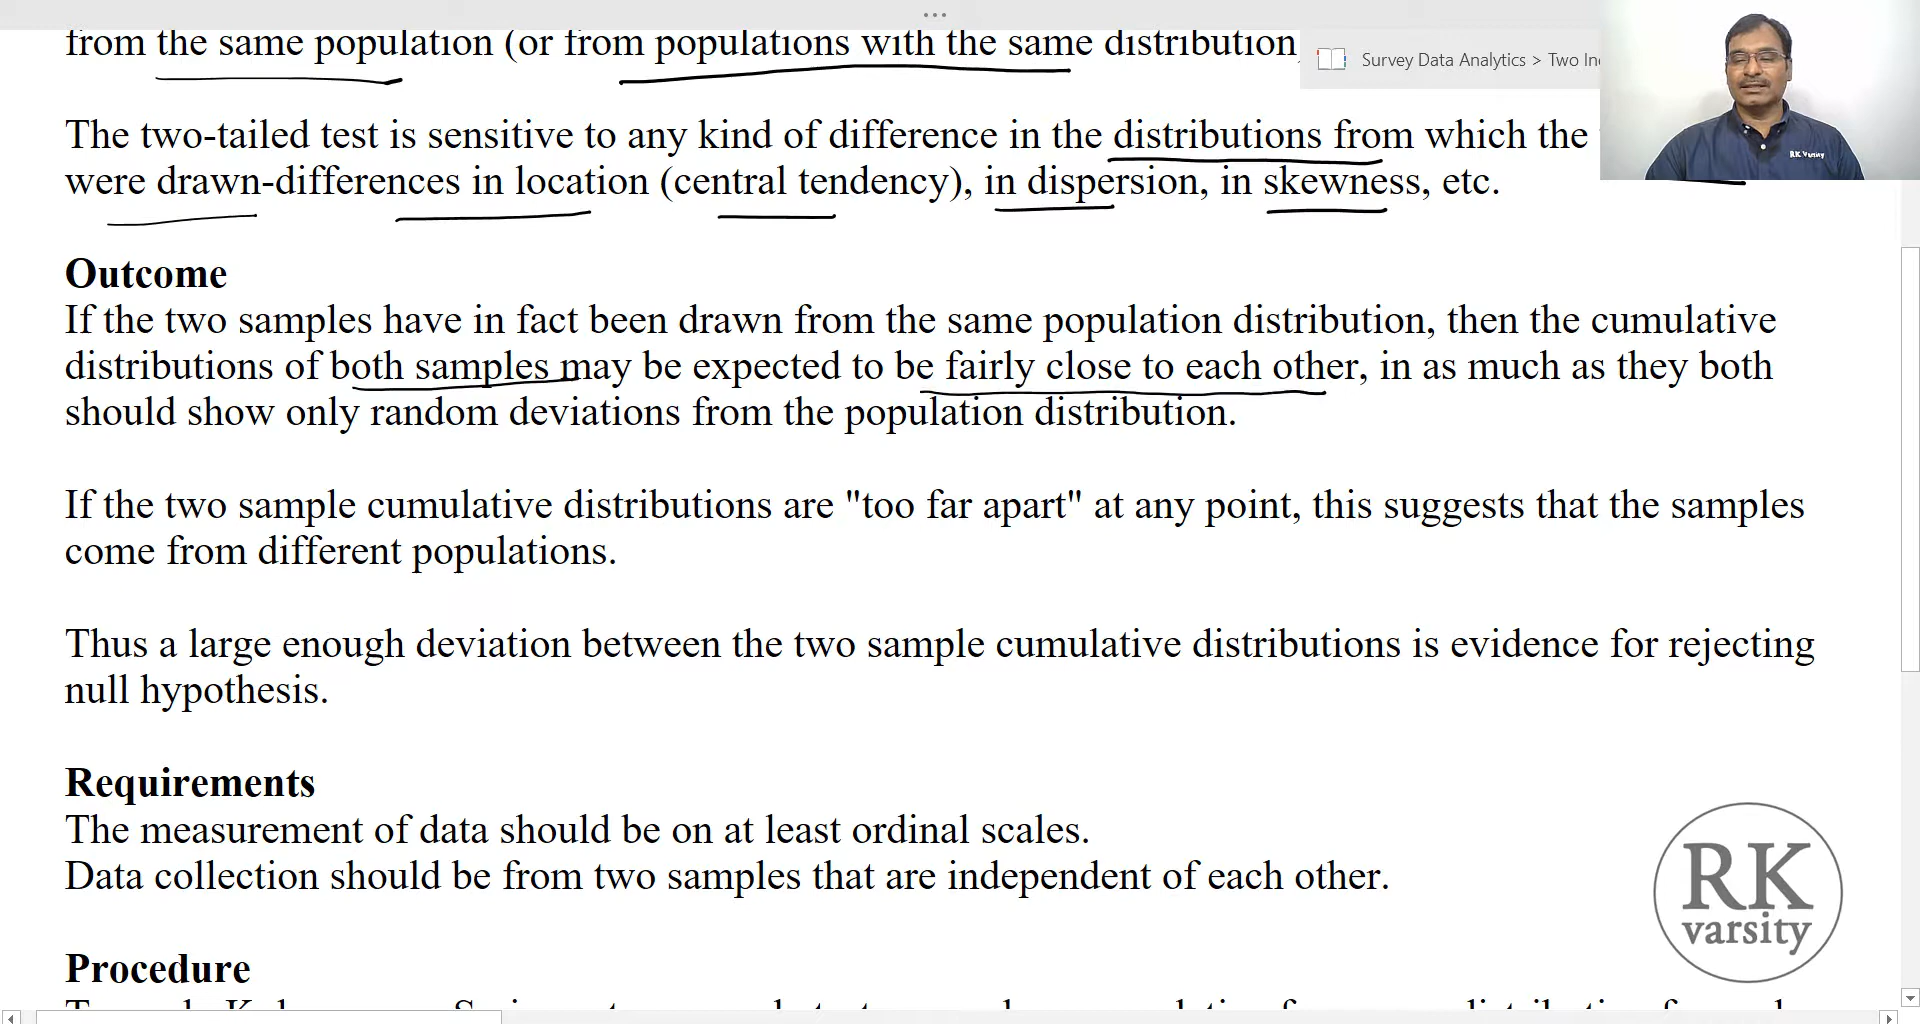 ...
from the same population (or from populations with the same distribution
Survey Data Analytics > Two
The two-tailed test is sensitive to any kind of difference in the distributions from which the
RK Varsity
were drawn-differences in location (central tendency), in dispersion, in skewness, etc.
Outcome
If the two samples have in fact been drawn from the same population distribution, then the cumulative
distributions of both samples may be expected to be fairly close to each other, in as much as they both
should show only random deviations from the population distribution.
If the two sample cumulative distributions are "too far apart" at any point, this suggests that the samples
come from different populations.
Thus a large enough deviation between the two sample cumulative distributions is evidence for rejecting
null hypothesis.
Requirements
The measurement of data should be on at least ordinal scales.
Data collection should be from two samples that are independent of each other.
RK
varsity
Procedure